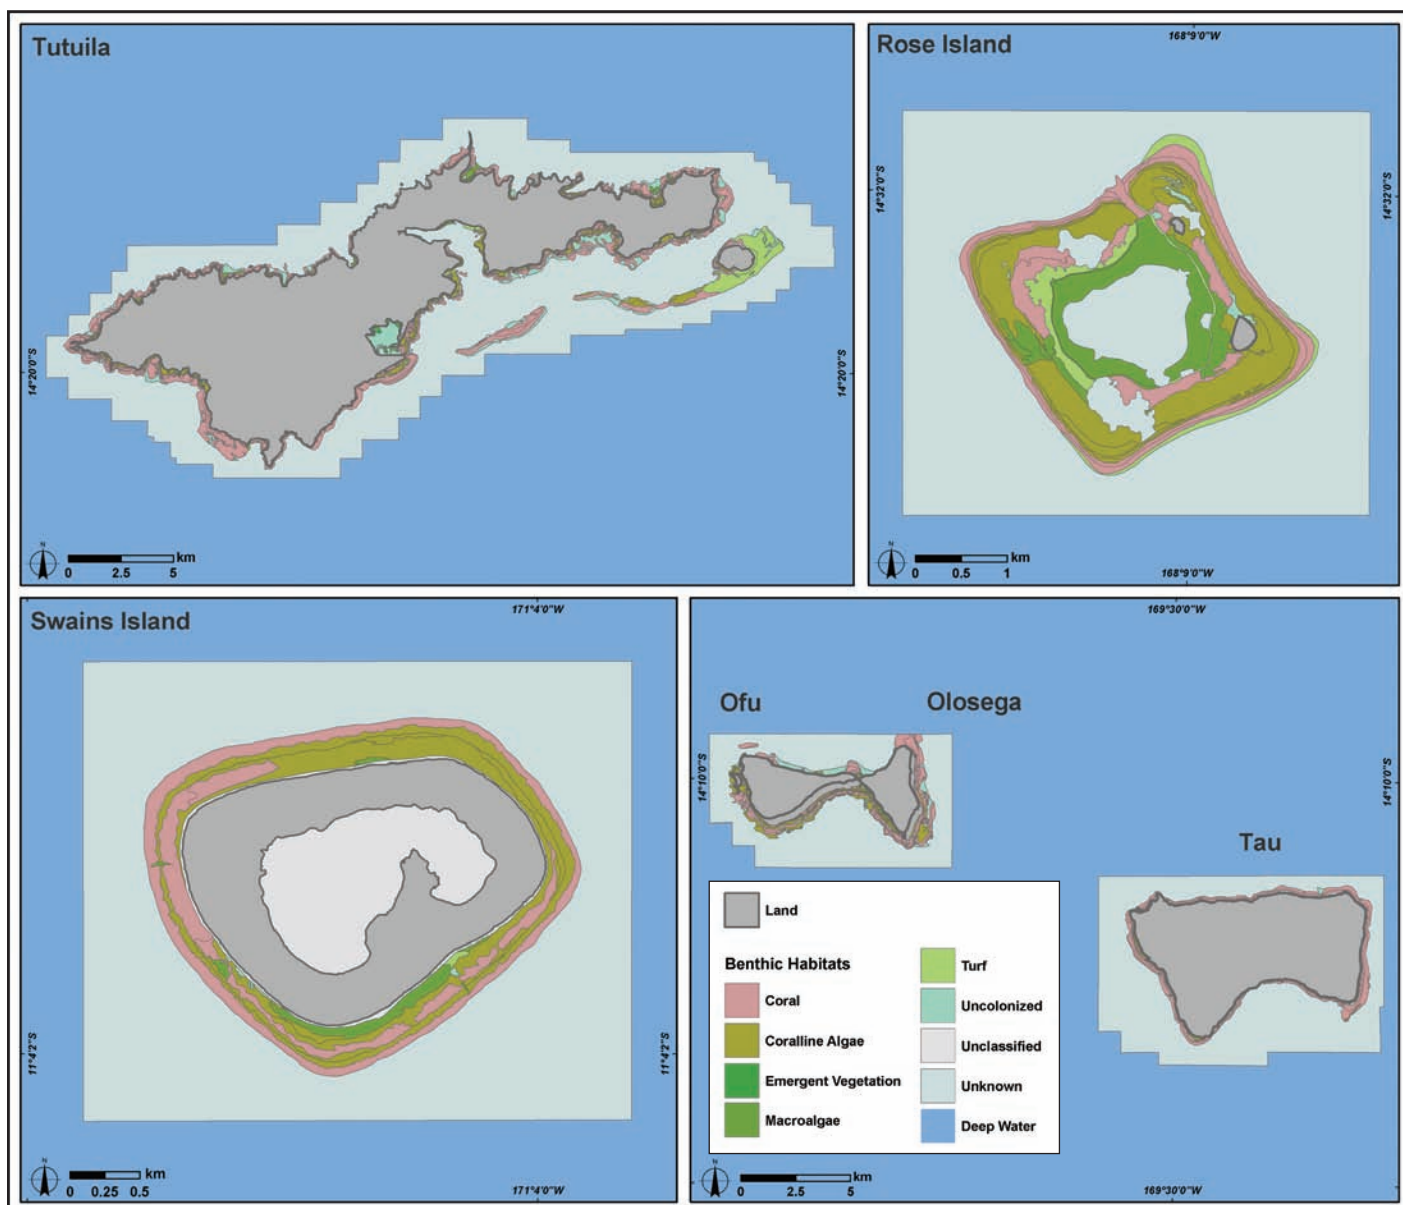 Tutuila
14°20'0"S
14°20'0"S
N
km
0 2.5 5
Rose Island
168°9'0"W
14°32'0"S
14°32'0"S
N
km
0 0.5 1
168°9'0"W
Swains Island
171°4'0"W
11°4'2"S
11°4'2"S
N
km
0 0.25 0.5
171°4'0"W
169°30'0"W
Ofu
Olosega
14°10'0"S
14°10'0"S
Tau
Land
Benthic Habitats
Coral
Coralline Algae
Emergent Vegetation
Macroalgae
Turf
Uncolonized
Unclassified
Unknown
Deep Water
N
km
0 2.5 5
169°30'0"W